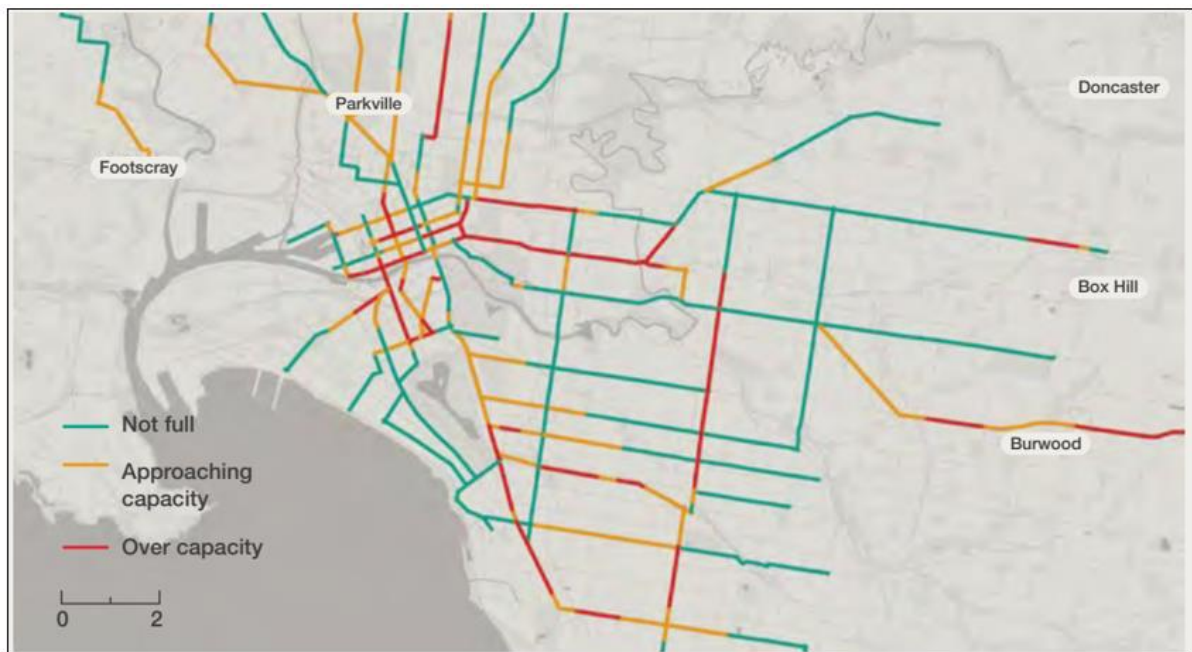 Doncaster
Parkville
Footscray
Box Hill
Not full
Burwood
Approaching
capacity
Over capacity
0 2